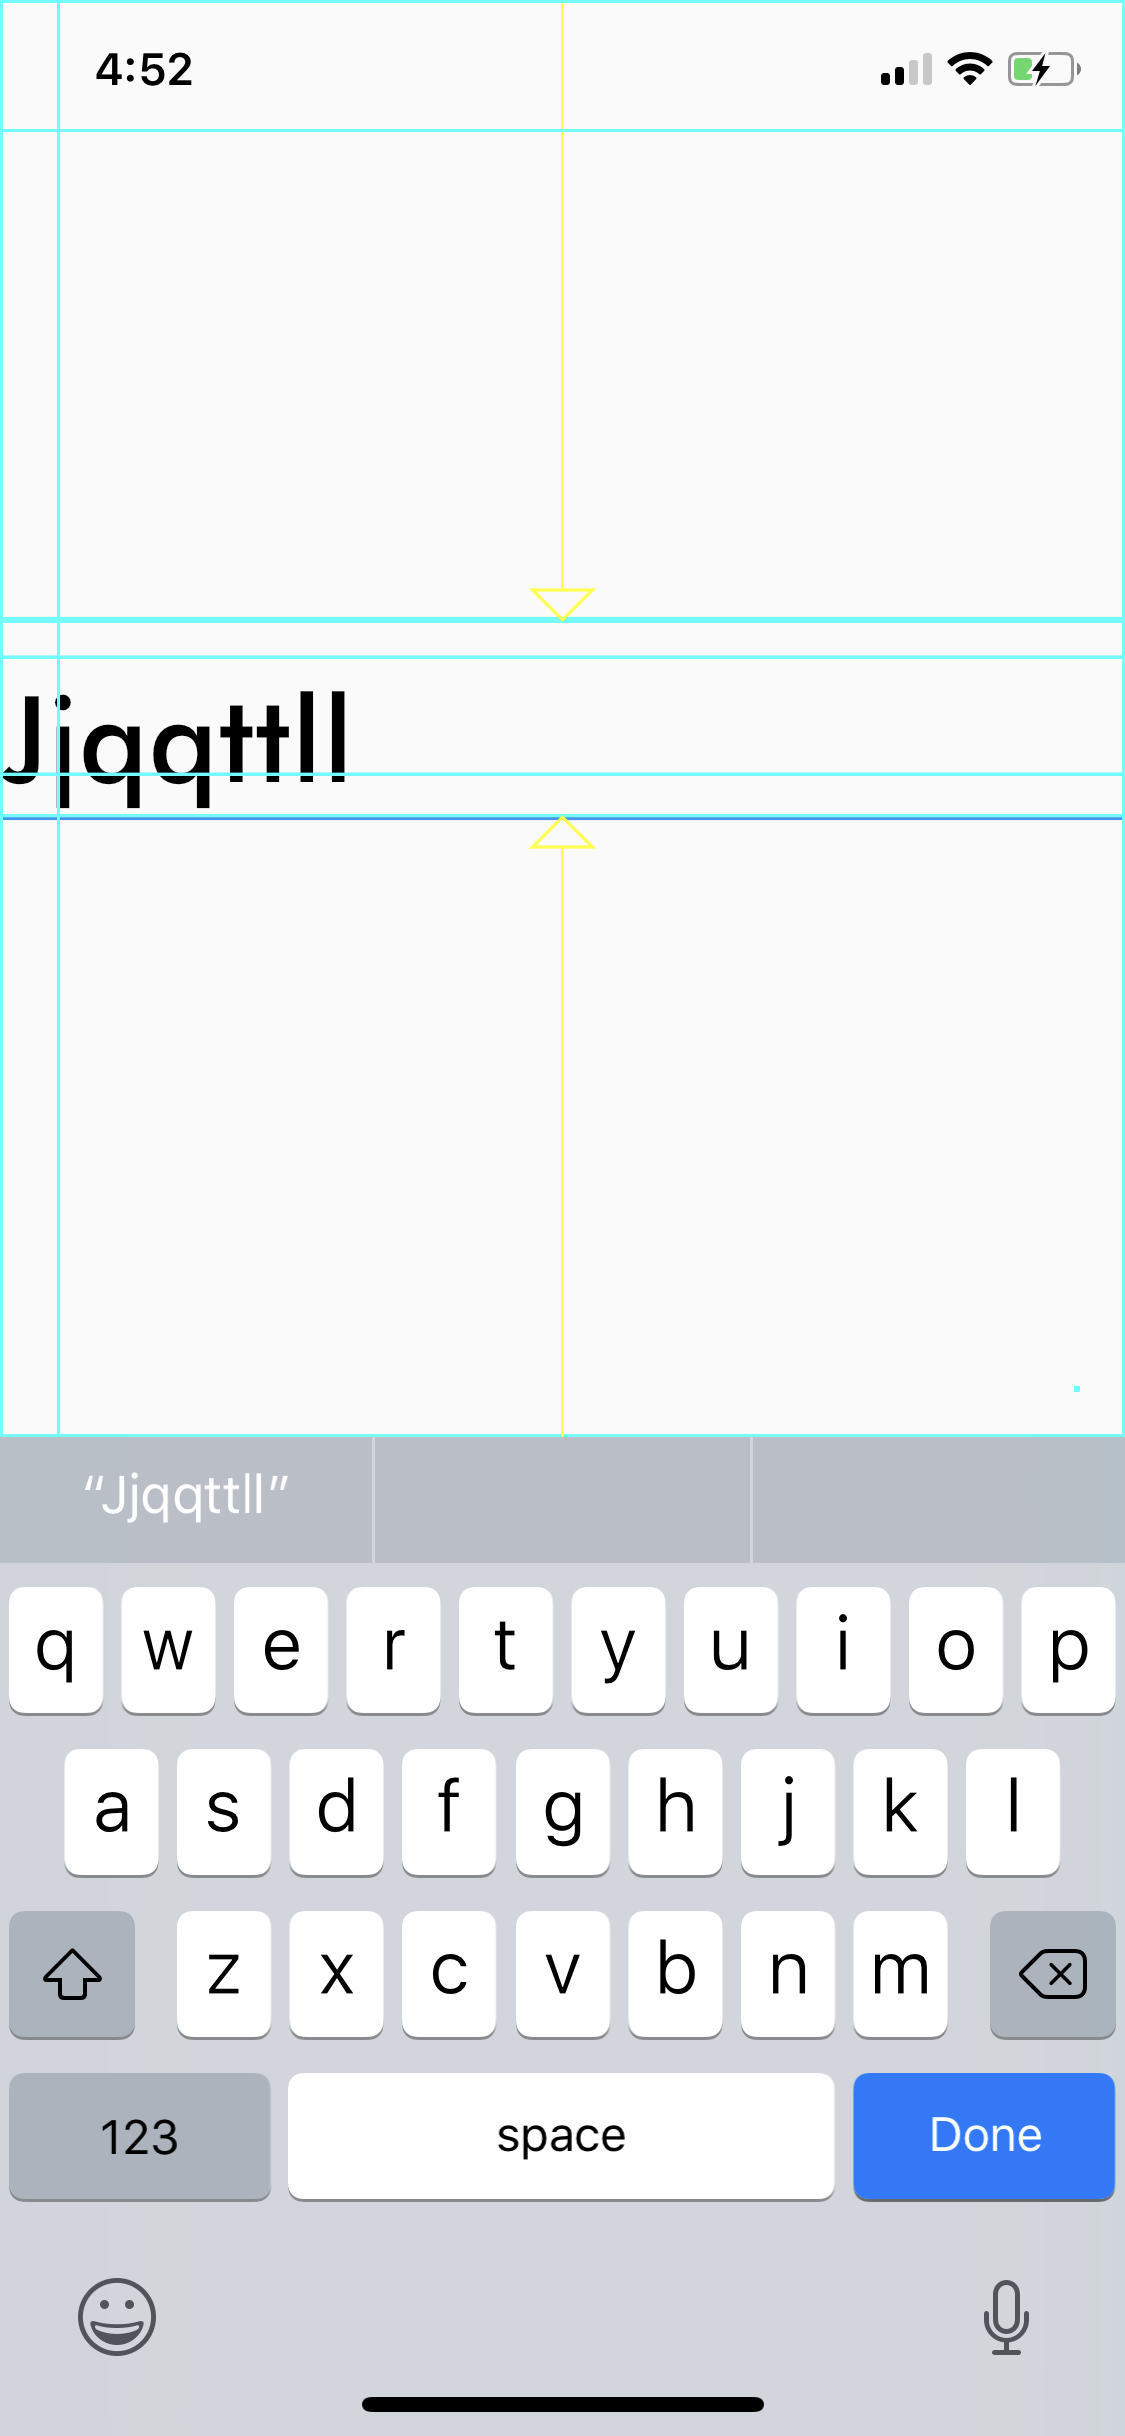 4:52
Jjqqttll
“Jjqqttll”
q w e r t y u i o p
a s d f g h j k l
z x c v b n m
123 space Done